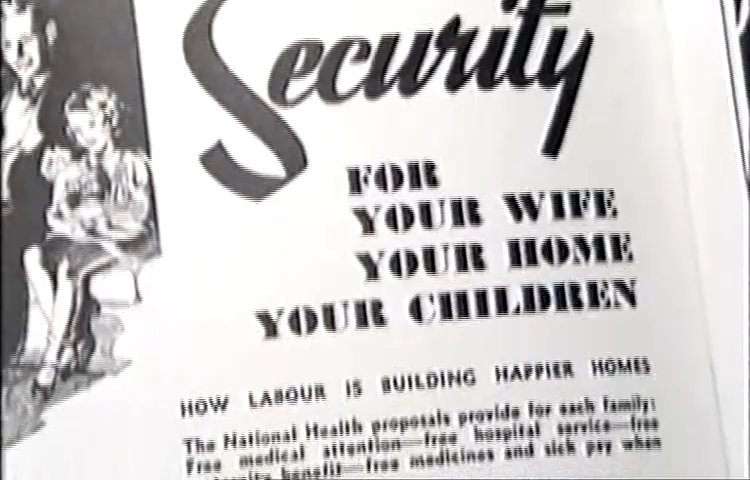 Security
FOR
YOUR WIFE
YOUR HOME
YOUR CHILDREN
HOW LABOUR IS BUILDING HAPPIER HOMES
The National Health proposals provide for each family:
Free medical attention—free hospital service—free
benefit—free medicines and sick pay when